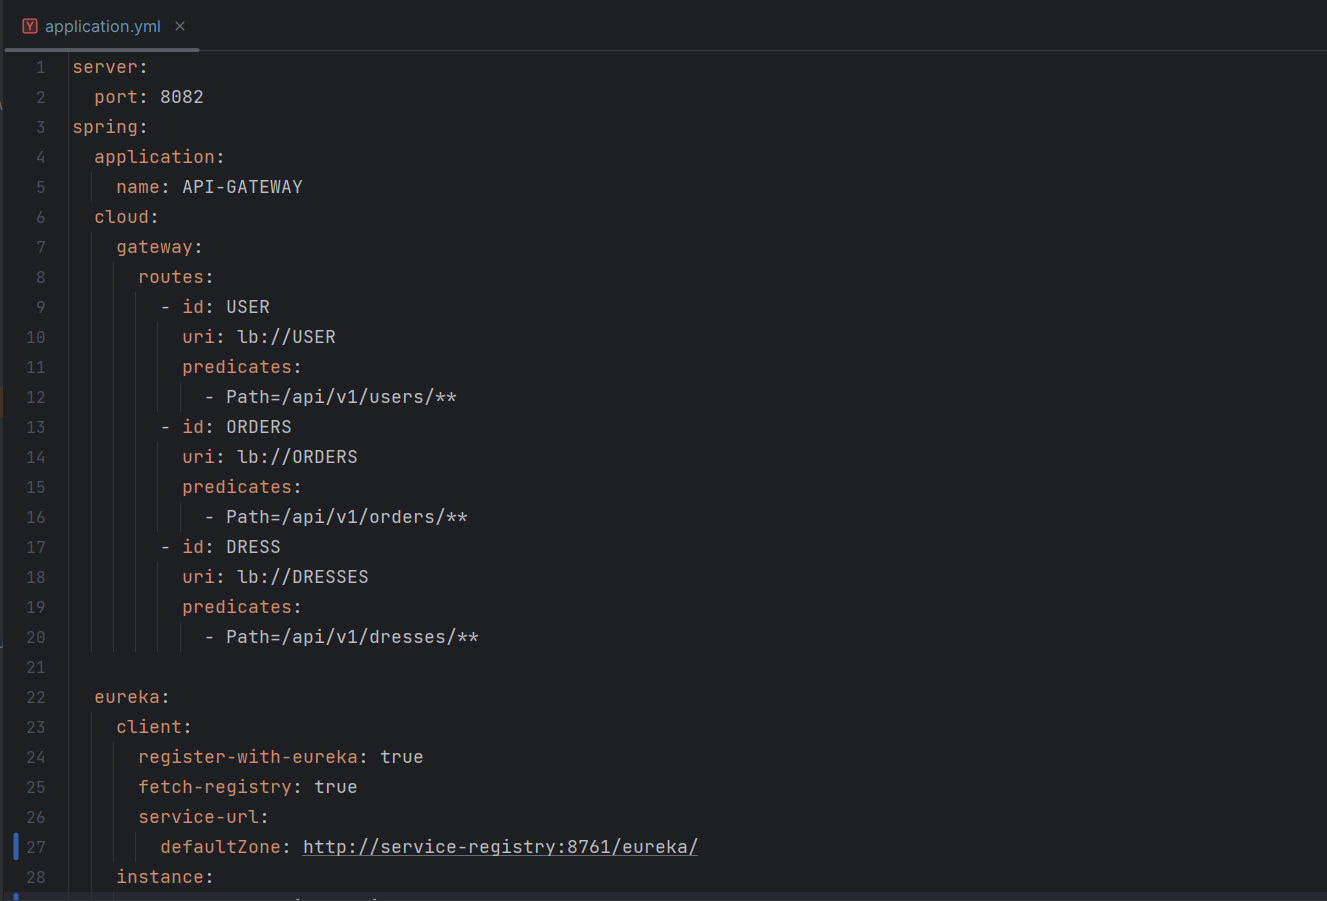 application.yml
1 server:
2   port: 8082
3 spring:
4   application:
5     name: API-GATEWAY
6   cloud:
7     gateway:
8       routes:
9         - id: USER
10           uri: lb://USER
11           predicates:
12             - Path=/api/v1/users/**
13         - id: ORDERS
14           uri: lb://ORDERS
15           predicates:
16             - Path=/api/v1/orders/**
17         - id: DRESS
18           uri: lb://DRESSES
19           predicates:
20             - Path=/api/v1/dresses/**
21
22   eureka:
23     client:
24       register-with-eureka: true
25       fetch-registry: true
26       service-url:
27         defaultZone: http://service-registry:8761/eureka/
28     instance: